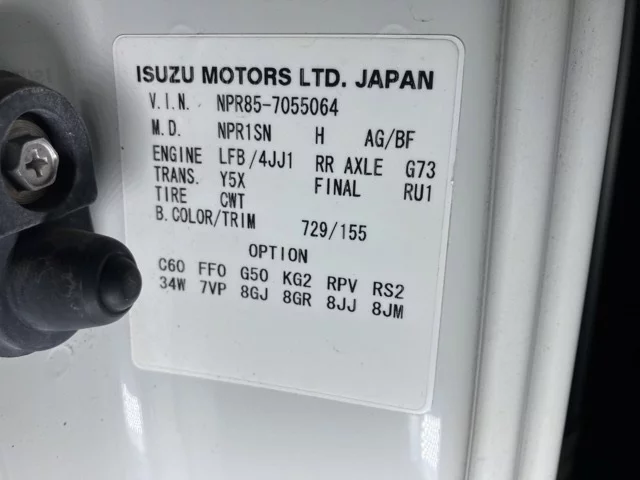 ISUZU MOTORS LTD. JAPAN
V.I.N. NPR85-7055064
M.D. NPR1SN H AG/BF
ENGINE LFB/4JJ1 RR AXLE G73
TRANS. Y5X FINAL RU1
TIRE CWT
B.COLOR/TRIM 729/155
OPTION
C60 FF0 G50 KG2 RPV RS2
34W 7VP 8GJ 8GR 8JJ 8JM